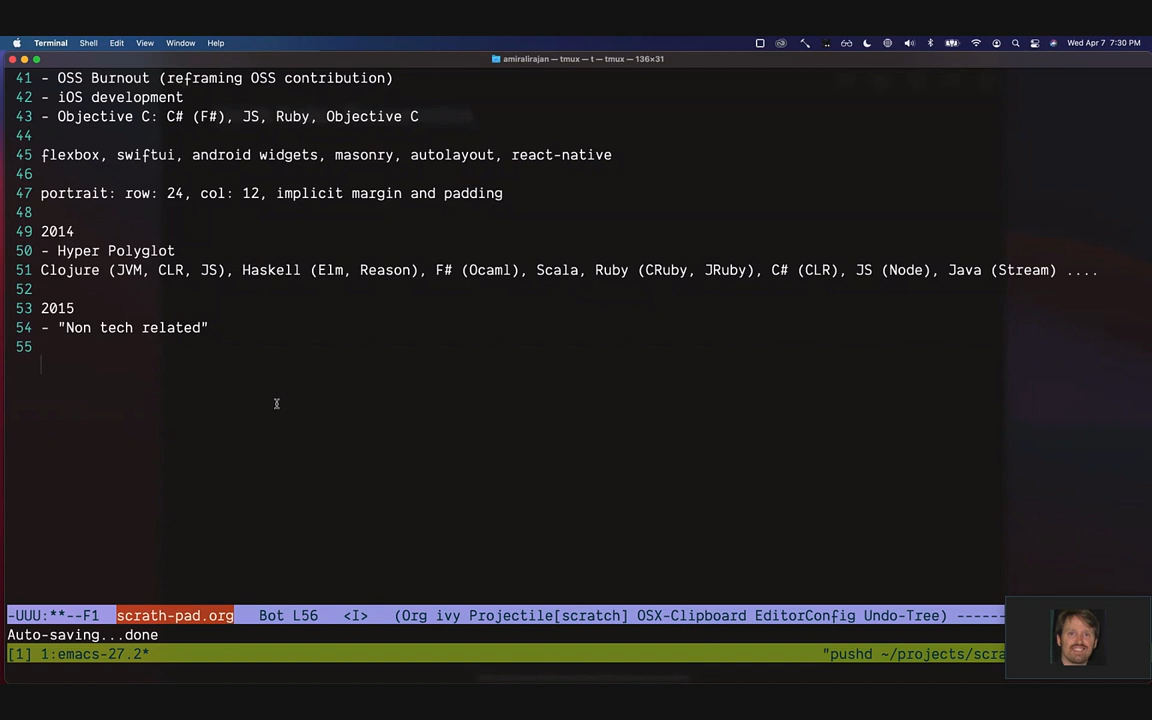 Terminal Shell Edit View Window Help Wed Apr 7 7:30 PM
amiralirajan — tmux — t — tmux — 136×31
41 - OSS Burnout (reframing OSS contribution)
42 - iOS development
43 - Objective C: C# (F#), JS, Ruby, Objective C
44
45 flexbox, swiftui, android widgets, masonry, autolayout, react-native
46
47 portrait: row: 24, col: 12, implicit margin and padding
48
49 2014
50 - Hyper Polyglot
51 Clojure (JVM, CLR, JS), Haskell (Elm, Reason), F# (Ocaml), Scala, Ruby (CRuby, JRuby), C# (CLR), JS (Node), Java (Stream) ....
52
53 2015
54 - "Non tech related"
55
-UUU:**--F1 scrath-pad.org Bot L56 <I> (Org ivy Projectile[scratch] OSX-Clipboard EditorConfig Undo-Tree) ------
Auto-saving...done
[1] 1:emacs-27.2* "pushd ~/projects/scra